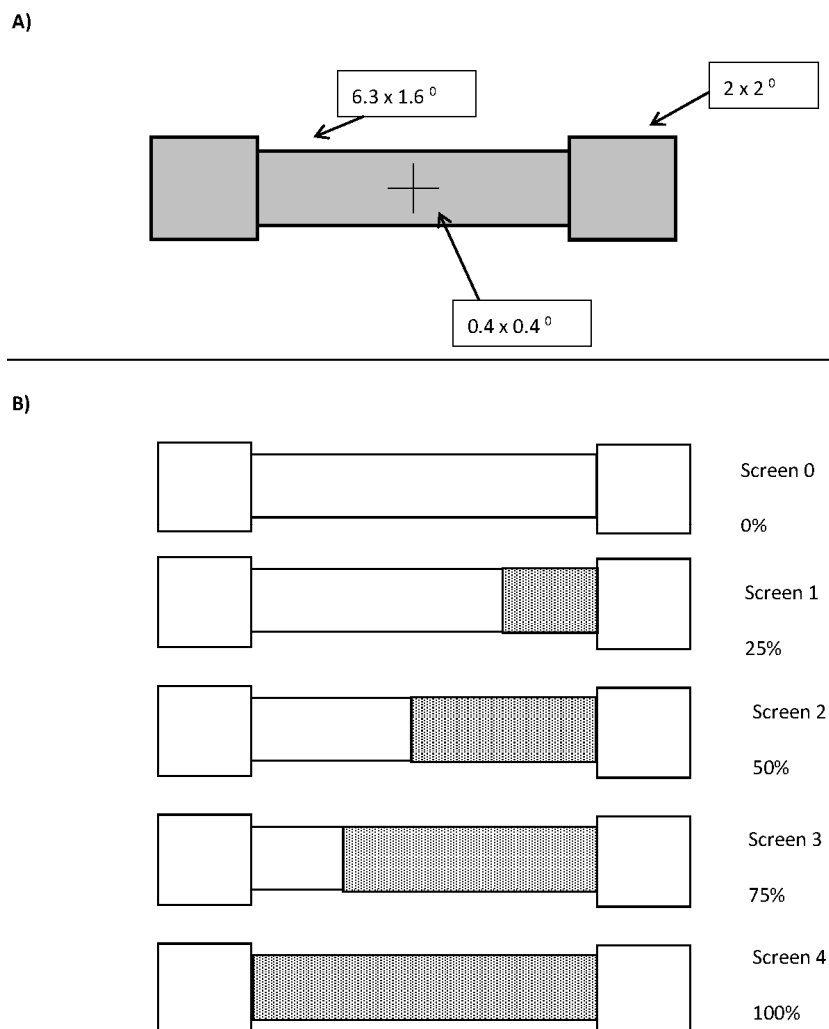 A)
6.3 x 1.6 ⁰
2 x 2 ⁰
0.4 x 0.4 ⁰
B)
Screen 0
0%
Screen 1
25%
Screen 2
50%
Screen 3
75%
Screen 4
100%